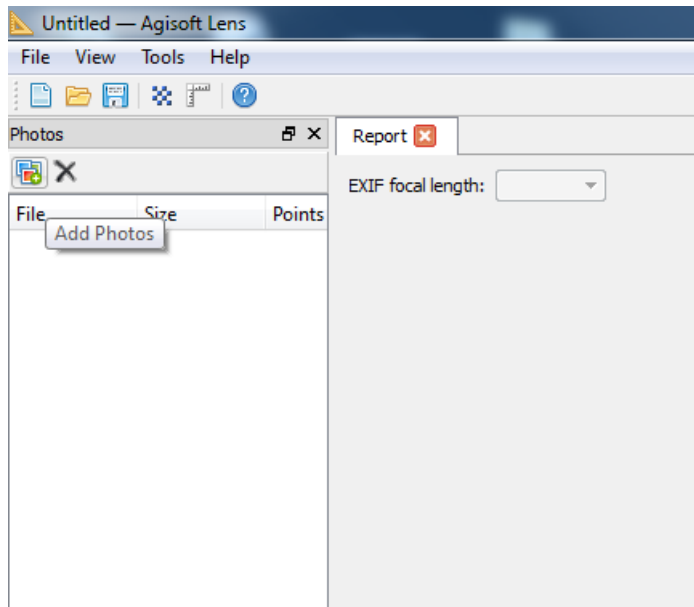 Untitled — Agisoft Lens
File View Tools Help
Photos
Report
EXIF focal length:
File Size Points
Add Photos